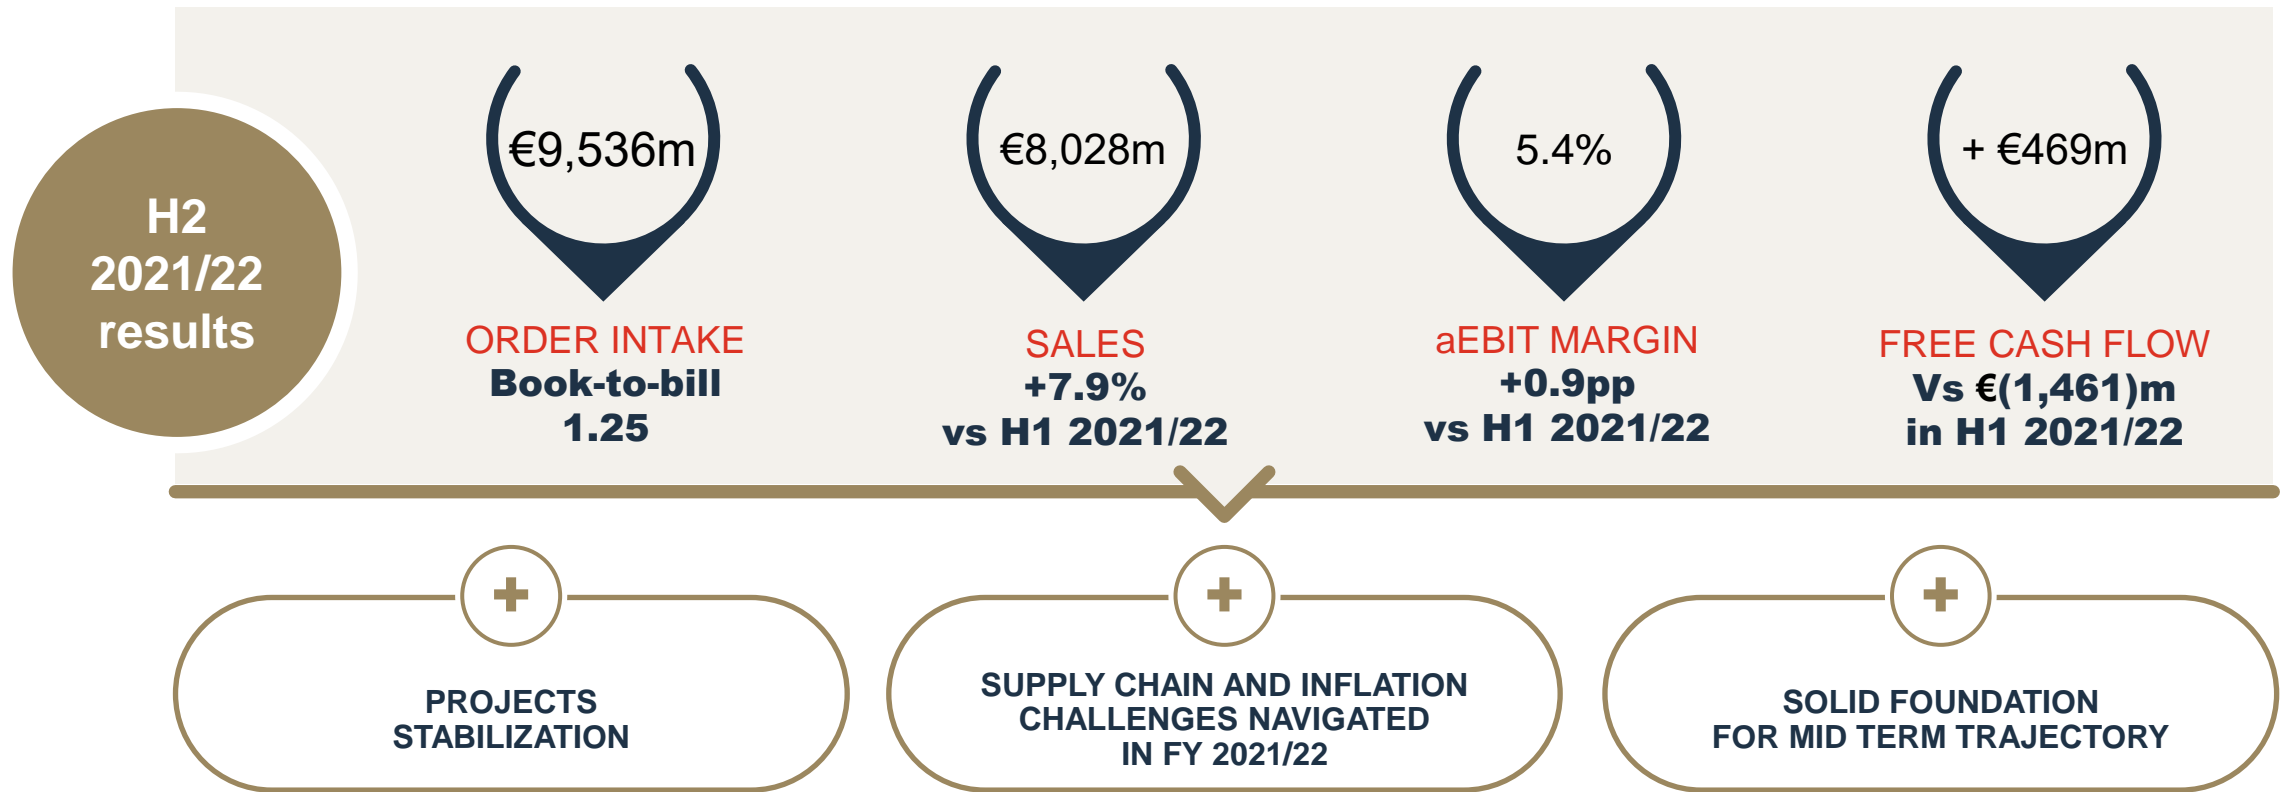 H2
2021/22
results
€9,536m
ORDER INTAKE
Book-to-bill
1.25
€8,028m
SALES
+7.9%
vs H1 2021/22
5.4%
aEBIT MARGIN
+0.9pp
vs H1 2021/22
+ €469m
FREE CASH FLOW
Vs €(1,461)m
in H1 2021/22
PROJECTS
STABILIZATION
SUPPLY CHAIN AND INFLATION
CHALLENGES NAVIGATED
IN FY 2021/22
SOLID FOUNDATION
FOR MID TERM TRAJECTORY